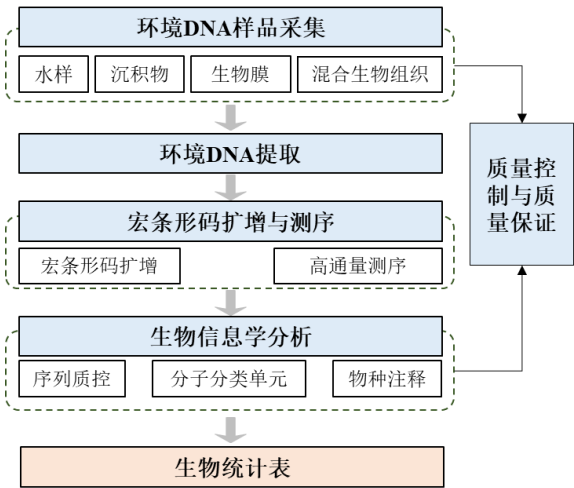 环境DNA样品采集
水样
沉积物
生物膜
混合生物组织
环境DNA提取
宏条形码扩增与测序
宏条形码扩增
高通量测序
生物信息学分析
序列质控
分子分类单元
物种注释
生物统计表
质量控
制与质
量保证